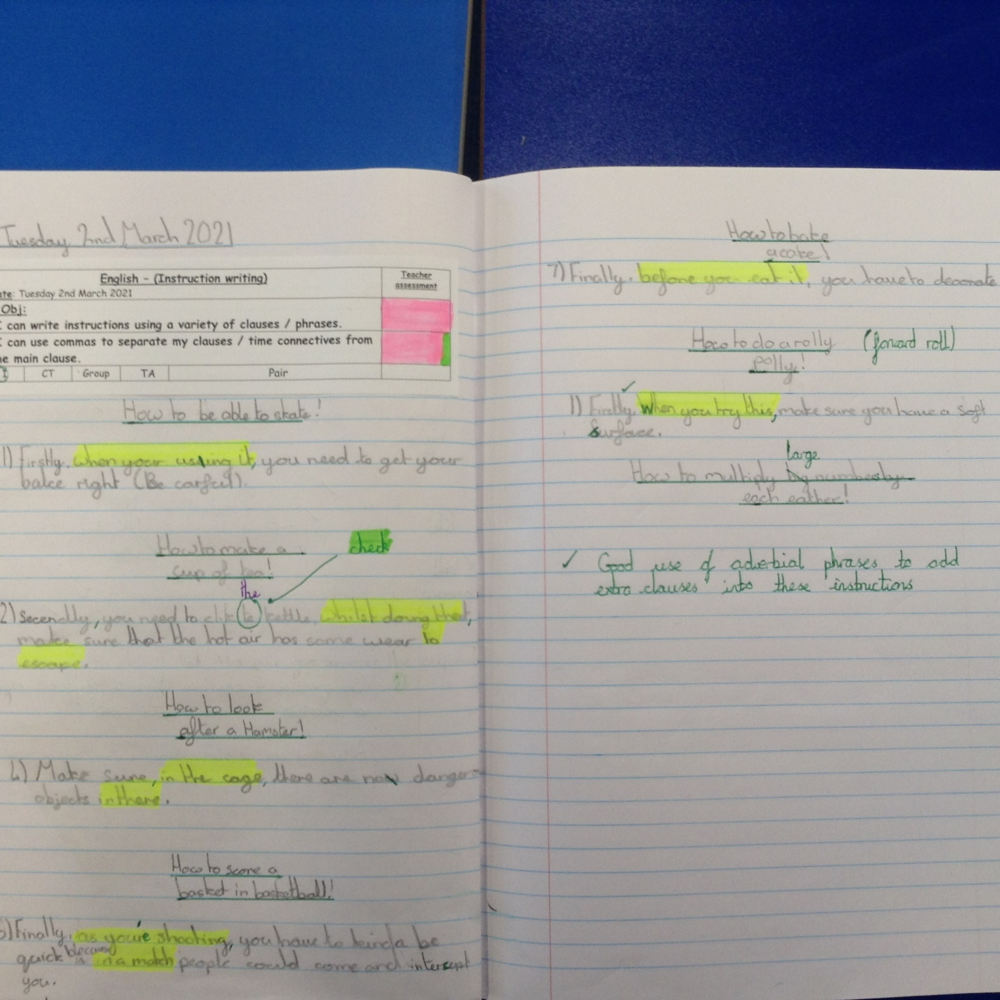 Tuesday 2nd March 2021
English - (Instruction writing)
Teacher assessment
ate: Tuesday 2nd March 2021
Obj:
I can write instructions using a variety of clauses / phrases.
I can use commas to separate my clauses / time connectives from
he main clause.
I CT Group TA Pair
How to be able to skate!
1) Firstly, when your using it, you need to get your
balce right (Be carfull).
How to make a
cup of tea!
check
the
2) Secendly, you need to clik te kettle, whilst doing that,
make sure that the hot air has some wear to
escape.
How to look
after a Hamster!
4) Make sure, in the cage, there are no danger
objects in there.
How to score a
basket in basketball!
Finally, as you're shooting, you have to kinda be
quick because in a match people could come and intercept
you.
How to bake
a cake!
7) Finally, before you eat it, you have to decorate
How to do a rolly (forward roll)
polly!
1) Firstly, when you try this, make sure you have a soft
surface.
large
How to multiply big numbers by
each eather!
✓ Good use of adverbial phrases to add
extra clauses into these instructions